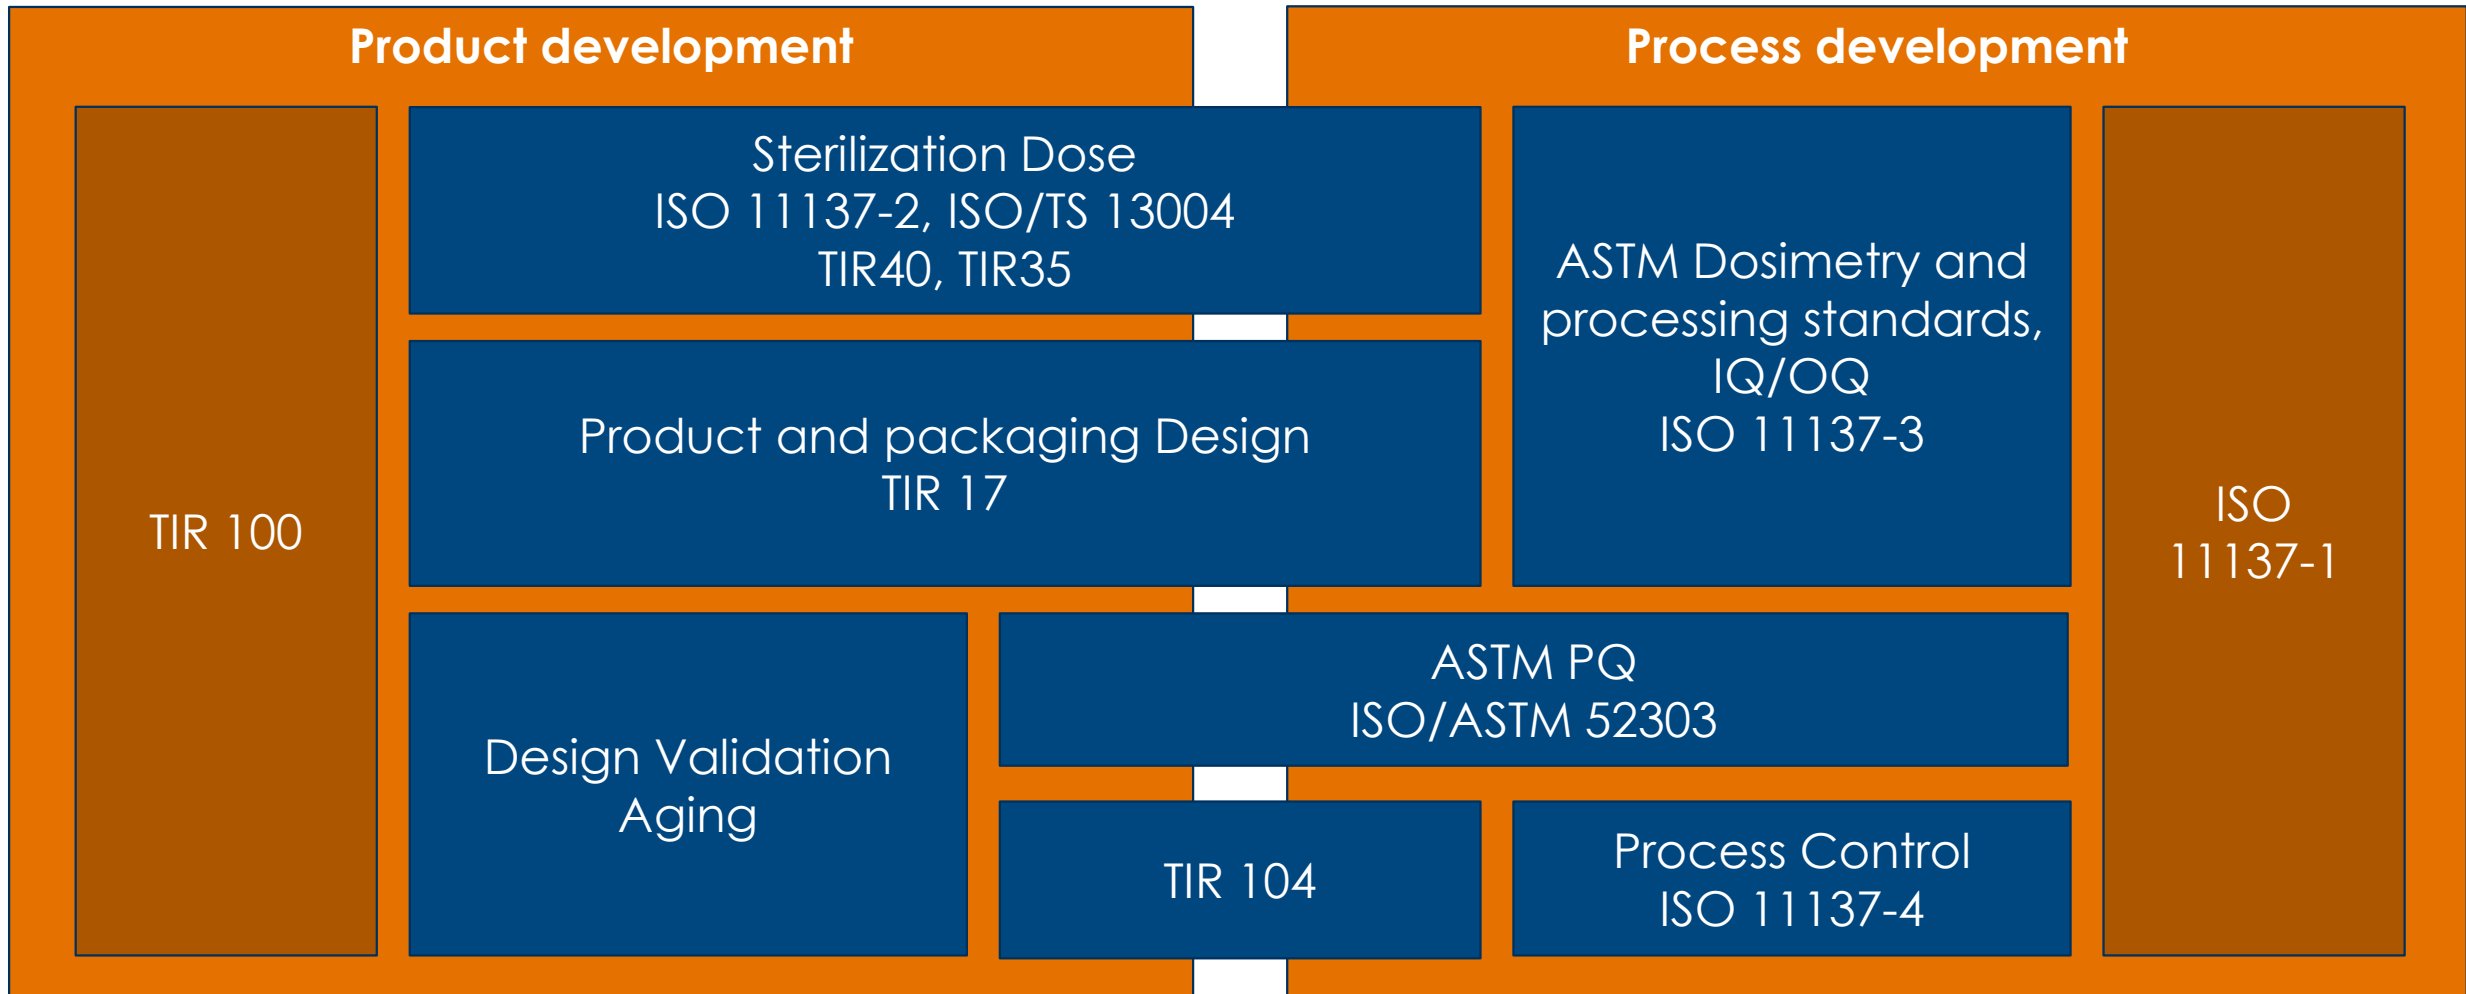 Product development
Process development
TIR 100
Sterilization Dose
ISO 11137-2, ISO/TS 13004
TIR40, TIR35
Product and packaging Design
TIR 17
Design Validation
Aging
ASTM Dosimetry and
processing standards,
IQ/OQ
ISO 11137-3
ASTM PQ
ISO/ASTM 52303
TIR 104
Process Control
ISO 11137-4
ISO
11137-1